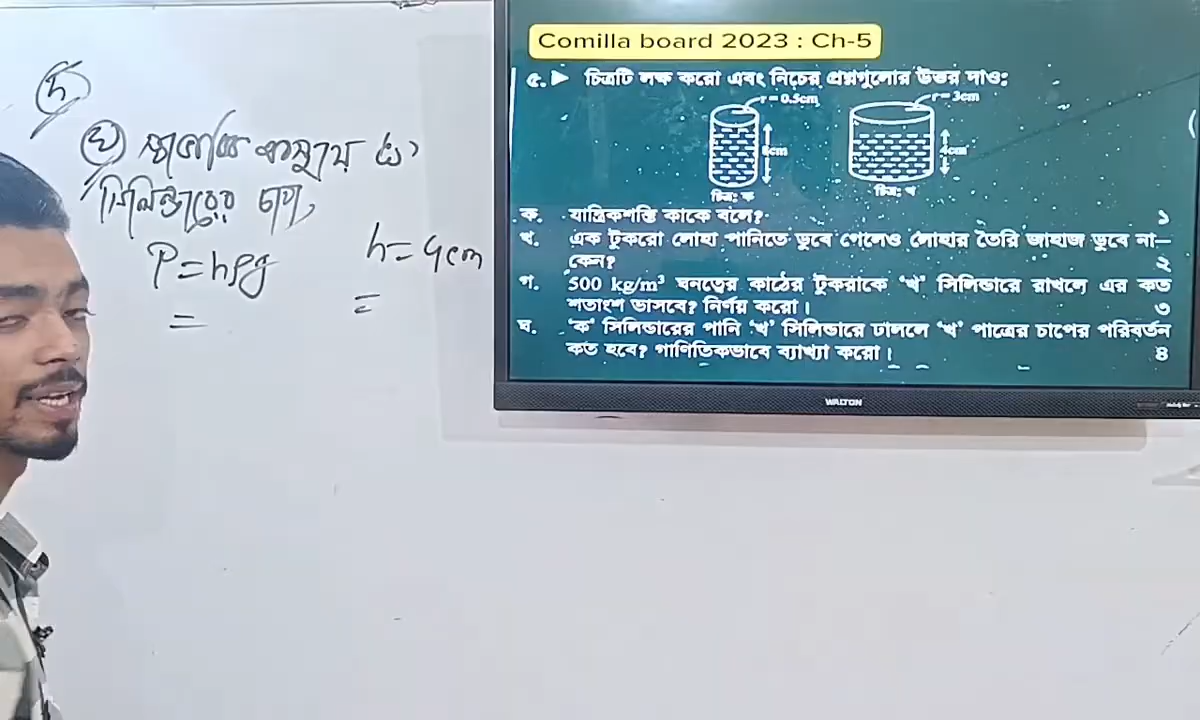 Comilla board 2023 : Ch-5
৫. ▶ চিত্রটি লক্ষ করো এবং নিচের প্রশ্নগুলোর উত্তর দাও:
r = 0.5cm
r = 3cm
4cm
চিত্র: ক
চিত্র: খ
ক. যান্ত্রিকশক্তি কাকে বলে? ১
খ. এক টুকরো লোহা পানিতে ডুবে গেলেও লোহার তৈরি জাহাজ ডুবে না—
কেন? ২
গ. 500 kg/m³ ঘনত্বের কাঠের টুকরাকে 'খ' সিলিন্ডারে রাখলে এর কত
শতাংশ ভাসবে? নির্ণয় করো। ৩
ঘ. 'ক' সিলিন্ডারের পানি 'খ' সিলিন্ডারে ঢাললে 'খ' পাত্রের চাপের পরিবর্তন
কত হবে? গাণিতিকভাবে ব্যাখ্যা করো। ৪
WALTON
(ঘ)
সিলিন্ডারের চাপ,
P = hρg
h = 4cm
=
=